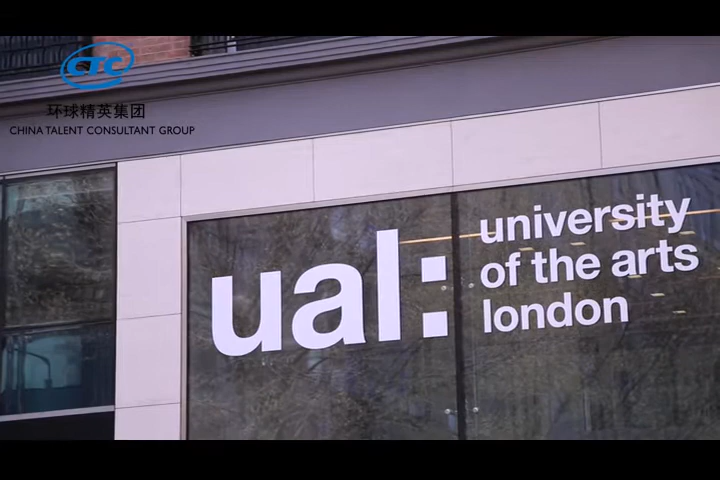 CTC
环球精英集团
CHINA TALENT CONSULTANT GROUP
ual:
university
of the arts
london